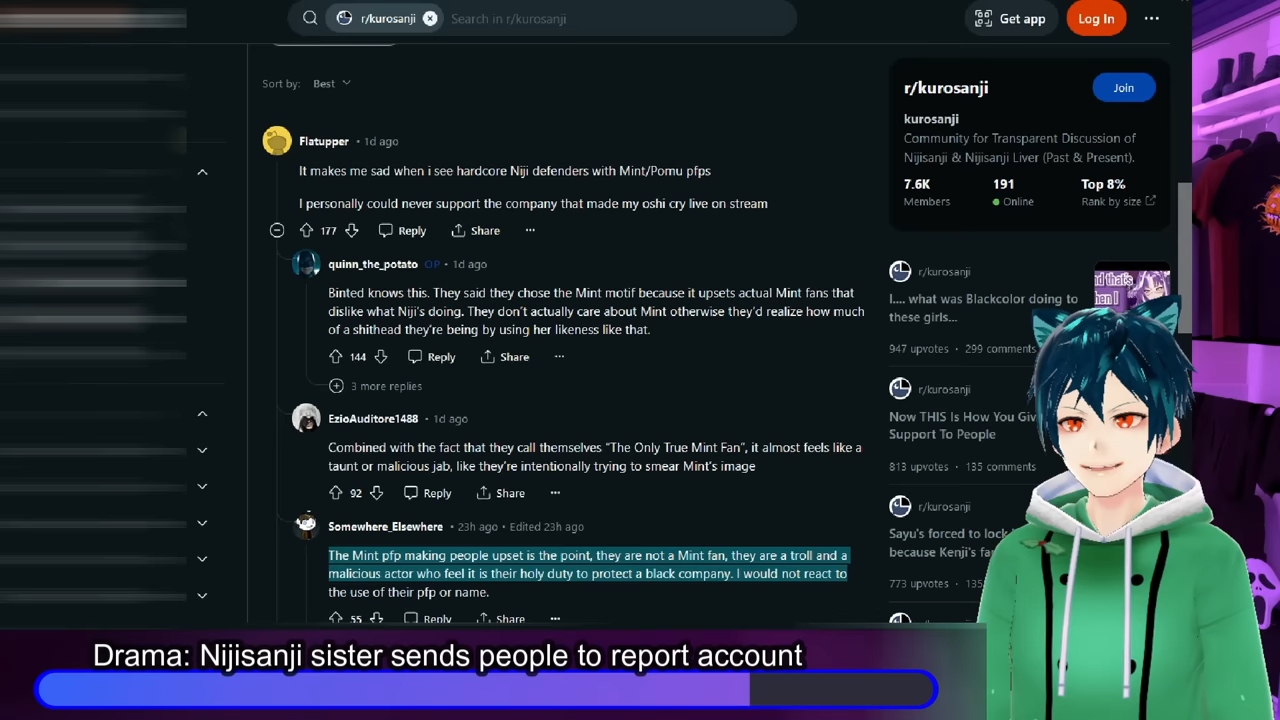 r/kurosanji
Search in r/kurosanji
Get app
Log In
Sort by:
Best
Flatupper • 1d ago
It makes me sad when i see hardcore Niji defenders with Mint/Pomu pfps
I personally could never support the company that made my oshi cry live on stream
177
Reply
Share
quinn_the_potato OP • 1d ago
Binted knows this. They said they chose the Mint motif because it upsets actual Mint fans that
dislike what Niji's doing. They don't actually care about Mint otherwise they'd realize how much
of a shithead they're being by using her likeness like that.
144
Reply
Share
3 more replies
EzioAuditore1488 • 1d ago
Combined with the fact that they call themselves "The Only True Mint Fan", it almost feels like a
taunt or malicious jab, like they're intentionally trying to smear Mint's image
92
Reply
Share
Somewhere_Elsewhere • 23h ago • Edited 23h ago
The Mint pfp making people upset is the point, they are not a Mint fan, they are a troll and a
malicious actor who feel it is their holy duty to protect a black company. I would not react to
the use of their pfp or name.
55
Reply
Share
r/kurosanji
Join
kurosanji
Community for Transparent Discussion of
Nijisanji & Nijisanji Liver (Past & Present).
7.6K
191
Top 8%
Members
Online
Rank by size
r/kurosanji
I.... what was Blackcolor doing to
these girls...
947 upvotes • 299 comments
r/kurosanji
Now THIS Is How You Giv
Support To People
813 upvotes • 135 comments
r/kurosanji
Sayu's forced to lock
because Kenji's fa
773 upvotes • 135
Drama: Nijisanji sister sends people to report account